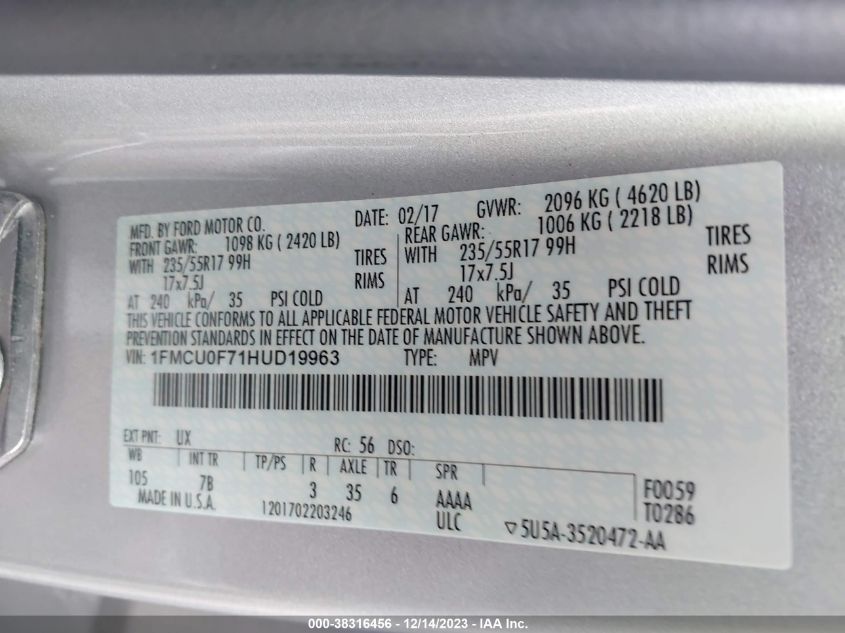 MFD. BY FORD MOTOR CO. DATE: 02/17 GVWR: 2096 KG ( 4620 LB)
FRONT GAWR: 1098 KG ( 2420 LB) REAR GAWR: 1006 KG ( 2218 LB)
WITH 235/55R17 99H TIRES WITH 235/55R17 99H TIRES
17x7.5J RIMS 17x7.5J RIMS
AT 240 kPa/ 35 PSI COLD AT 240 kPa/ 35 PSI COLD
THIS VEHICLE CONFORMS TO ALL APPLICABLE FEDERAL MOTOR VEHICLE SAFETY AND THEFT
PREVENTION STANDARDS IN EFFECT ON THE DATE OF MANUFACTURE SHOWN ABOVE.
VIN: 1FMCU0F71HUD19963 TYPE: MPV
EXT PNT: UX RC: 56 DSO:
WB INT TR TP/PS R AXLE TR SPR
105 7B 3 35 6 AAAA F0059
MADE IN U.S.A. 1201702203246 ULC T0286
▽5U5A-3520472-AA
000-38316456 - 12/14/2023 - IAA Inc.